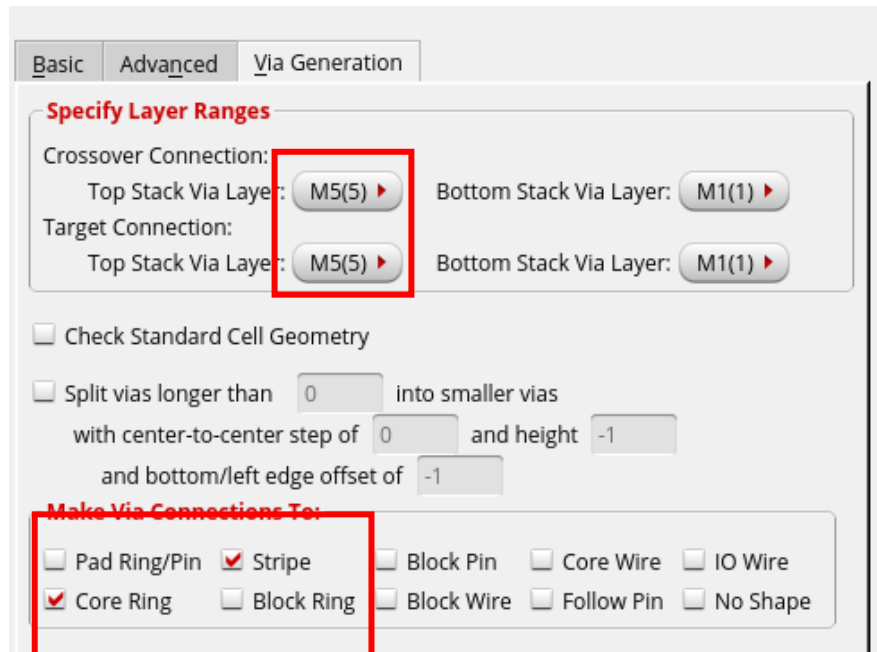 Basic Advanced Via Generation
Specify Layer Ranges
Crossover Connection:
Top Stack Via Layer: M5(5) Bottom Stack Via Layer: M1(1)
Target Connection:
Top Stack Via Layer: M5(5) Bottom Stack Via Layer: M1(1)
Check Standard Cell Geometry
Split vias longer than 0 into smaller vias
with center-to-center step of 0 and height -1
and bottom/left edge offset of -1
Make Via Connections To:
Pad Ring/Pin Stripe Block Pin Core Wire IO Wire
Core Ring Block Ring Block Wire Follow Pin No Shape